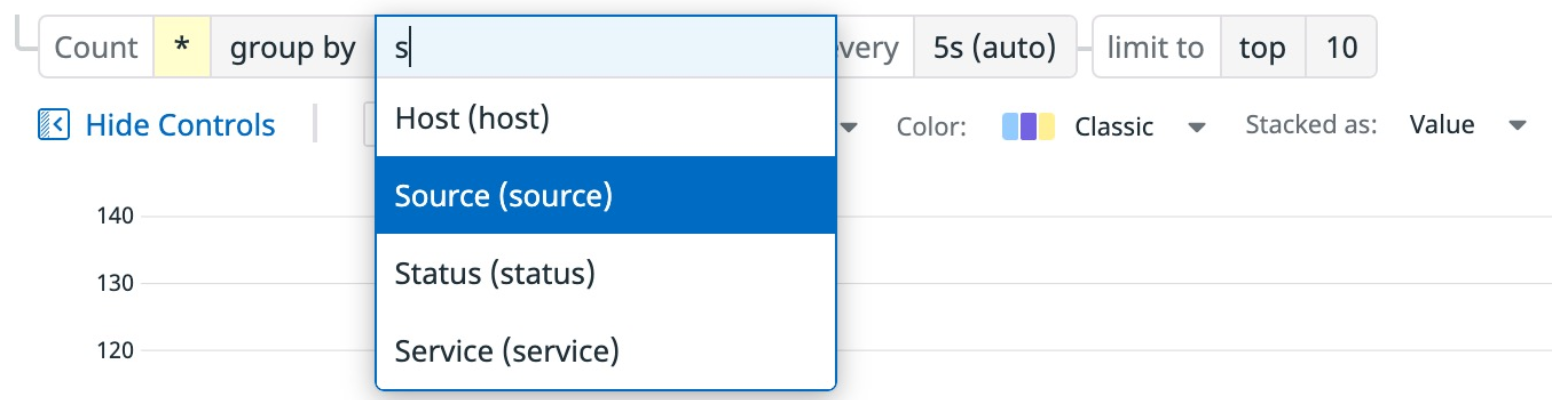 Count * group by s every 5s (auto) limit to top 10
Host (host)
Hide Controls Color: Classic Stacked as: Value
Source (source)
140
Status (status)
130
Service (service)
120